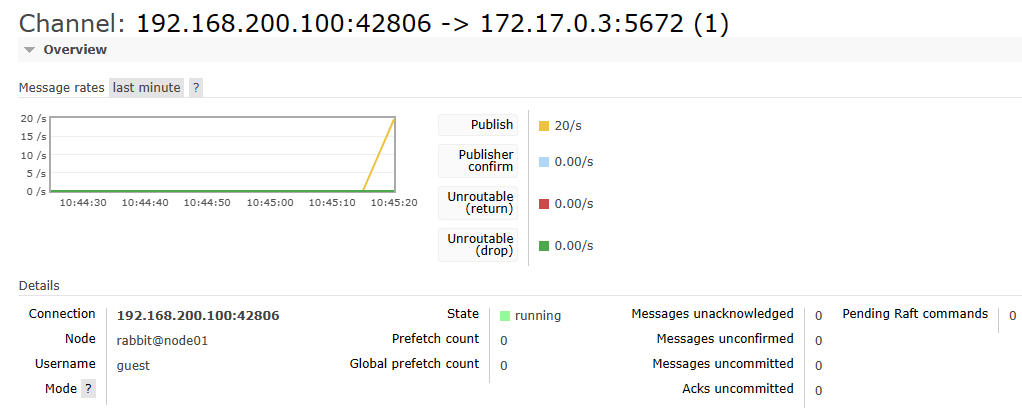 Channel: 192.168.200.100:42806 -> 172.17.0.3:5672 (1)
Overview
Message rates last minute ?
20 /s
15 /s
10 /s
5 /s
0 /s
10:44:30 10:44:40 10:44:50 10:45:00 10:45:10 10:45:20
Publish 20/s
Publisher
confirm 0.00/s
Unroutable
(return) 0.00/s
Unroutable
(drop) 0.00/s
Details
Connection 192.168.200.100:42806
Node rabbit@node01
Username guest
Mode ?
State running
Prefetch count 0
Global prefetch count 0
Messages unacknowledged 0
Messages unconfirmed 0
Messages uncommitted 0
Acks uncommitted 0
Pending Raft commands 0